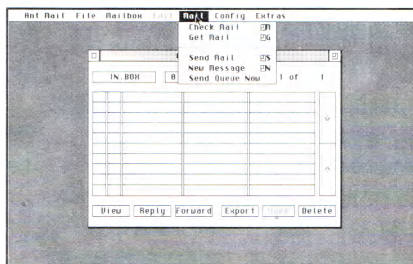 Ant Mail File Mailbox Edit Mail Config Extras
Check Mail M
Get Mail G
Send Mail S
New Message N
Send Queue Now
IN.BOX 0 1 of 1
View Reply Forward Export Delete